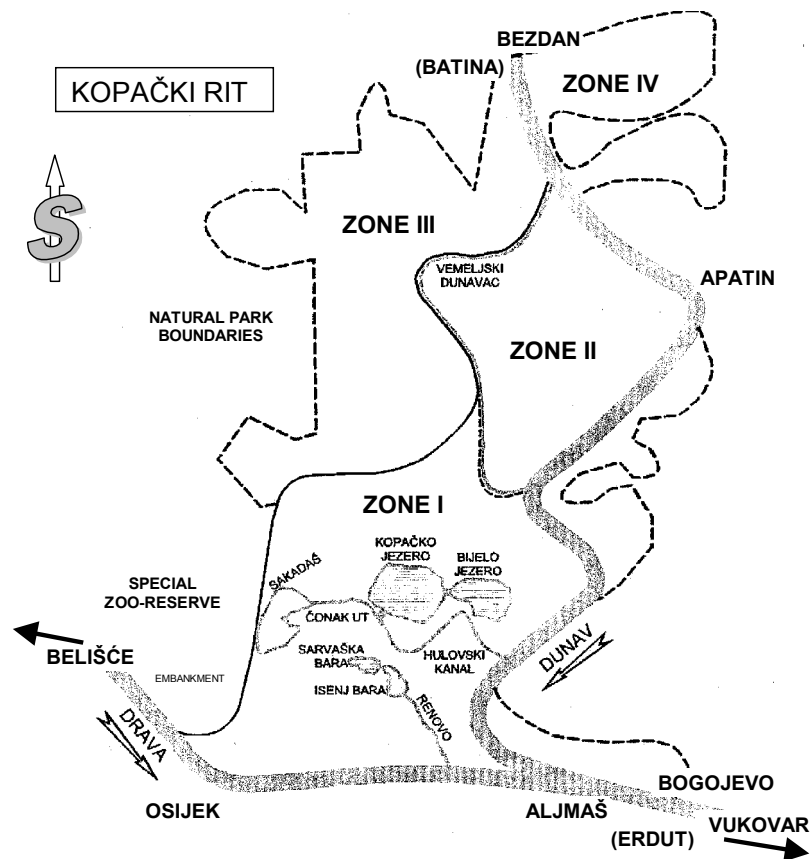 BEZDAN
(BATINA)
ZONE IV
KOPAČKI RIT
S
ZONE III
VEMELJSKI
DUNAVAC
APATIN
NATURAL PARK
BOUNDARIES
ZONE II
ZONE I
KOPAČKO
JEZERO
BIJELO
JEZERO
SAKADAŠ
SPECIAL
ZOO-RESERVE
ČONAK UT
BELIŠĆE
SARVAŠKA
BARA
HULOVSKI
KANAL
DUNAV
EMBANKMENT
ISENJ BARA
RENOVO
DRAVA
BOGOJEVO
OSIJEK
ALJMAŠ
VUKOVAR
(ERDUT)